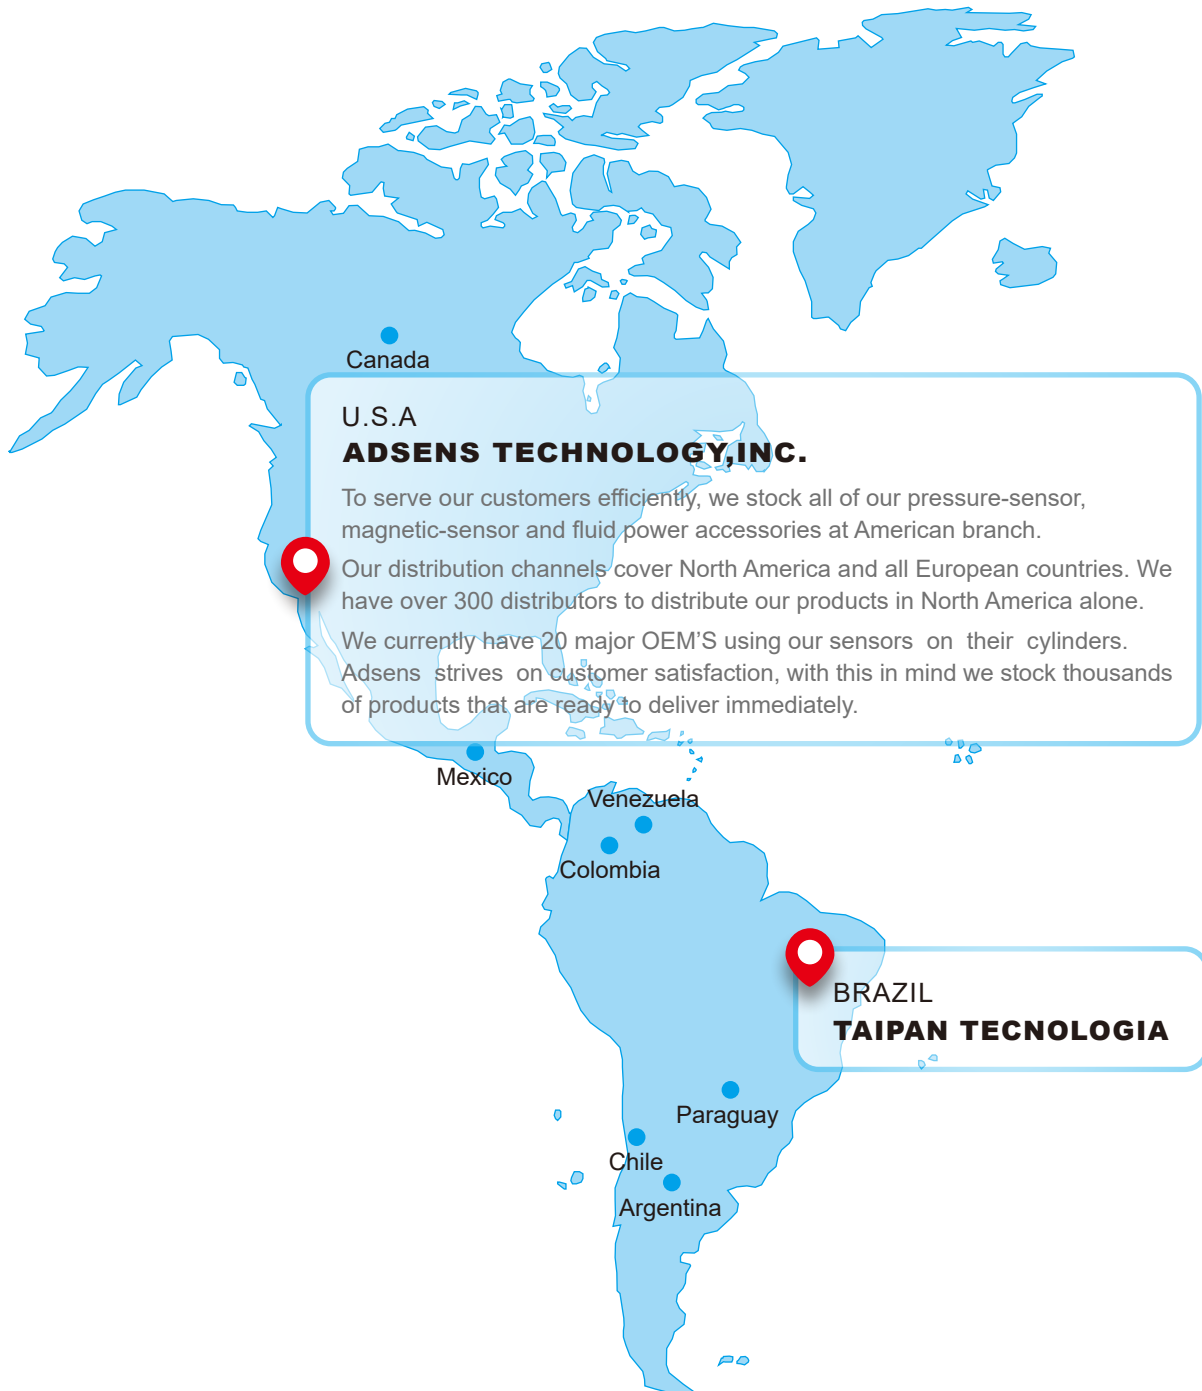 Canada
U.S.A
ADSENS TECHNOLOGY,INC.
To serve our customers efficiently, we stock all of our pressure-sensor,
magnetic-sensor and fluid power accessories at American branch.
Our distribution channels cover North America and all European countries. We
have over 300 distributors to distribute our products in North America alone.
We currently have 20 major OEM'S using our sensors on their cylinders.
Adsens strives on customer satisfaction, with this in mind we stock thousands
of products that are ready to deliver immediately.
Mexico
Venezuela
Colombia
BRAZIL
TAIPAN TECNOLOGIA
Paraguay
Chile
Argentina